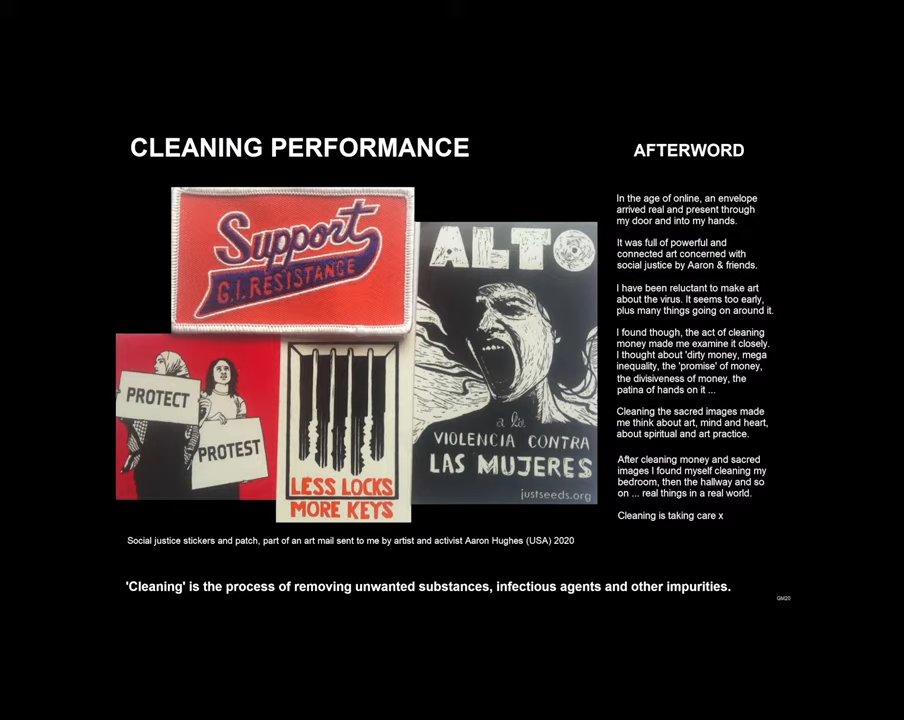 CLEANING PERFORMANCE
Support
G.I. RESISTANCE
ALTO
a la
VIOLENCIA CONTRA
LAS MUJERES
justseeds.org
PROTECT
PROTEST
LESS LOCKS
MORE KEYS
Social justice stickers and patch, part of an art mail sent to me by artist and activist Aaron Hughes (USA) 2020
AFTERWORD
In the age of online, an envelope
arrived real and present through
my door and into my hands.
It was full of powerful and
connected art concerned with
social justice by Aaron & friends.
I have been reluctant to make art
about the virus. It seems too early,
plus many things going on around it.
I found though, the act of cleaning
money made me examine it closely.
I thought about 'dirty money, mega
inequality, the 'promise' of money,
the divisiveness of money, the
patina of hands on it ...
Cleaning the sacred images made
me think about art, mind and heart,
about spiritual and art practice.
After cleaning money and sacred
images I found myself cleaning my
bedroom, then the hallway and so
on ... real things in a real world.
Cleaning is taking care x
'Cleaning' is the process of removing unwanted substances, infectious agents and other impurities.
GM20